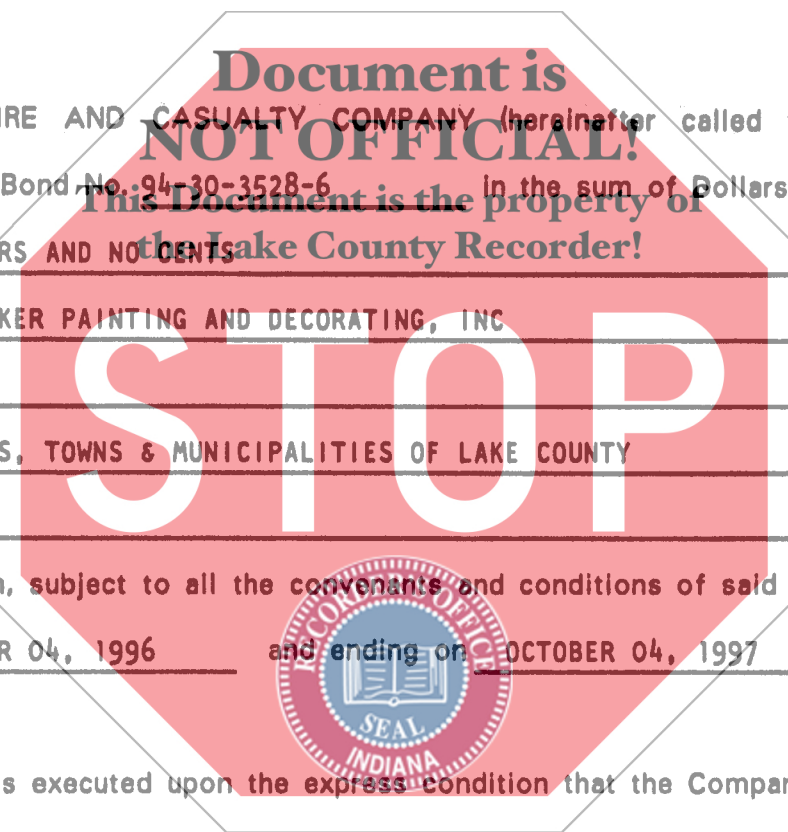 Document is
IRE AND CASUALTY COMPANY (hereinafter called
NOT OFFICIAL!
Bond no. 94-30-3528-6 in the sum of Dollars
This Document is the property of
RS AND NO CENTS
the Lake County Recorder!
KER PAINTING AND DECORATING, INC
STOP
S, TOWNS & MUNICIPALITIES OF LAKE COUNTY
, subject to all the convenants and conditions of said
RECORDER'S OFFICE
R 04, 1996 and ending on OCTOBER 04, 1997
SEAL
INDIANA
s executed upon the express condition that the Compan